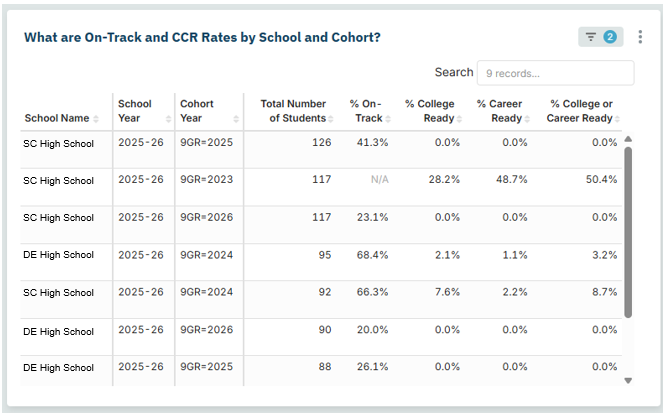 What are On-Track and CCR Rates by School and Cohort?
2
Search 9 records...
School Name School Year Cohort Year Total Number of Students % On-Track % College Ready % Career Ready % College or Career Ready
SC High School 2025-26 9GR=2025 126 41.3% 0.0% 0.0% 0.0%
SC High School 2025-26 9GR=2023 117 N/A 28.2% 48.7% 50.4%
SC High School 2025-26 9GR=2026 117 23.1% 0.0% 0.0% 0.0%
DE High School 2025-26 9GR=2024 95 68.4% 2.1% 1.1% 3.2%
SC High School 2025-26 9GR=2024 92 66.3% 7.6% 2.2% 8.7%
DE High School 2025-26 9GR=2026 90 20.0% 0.0% 0.0% 0.0%
DE High School 2025-26 9GR=2025 88 26.1% 0.0% 0.0% 0.0%